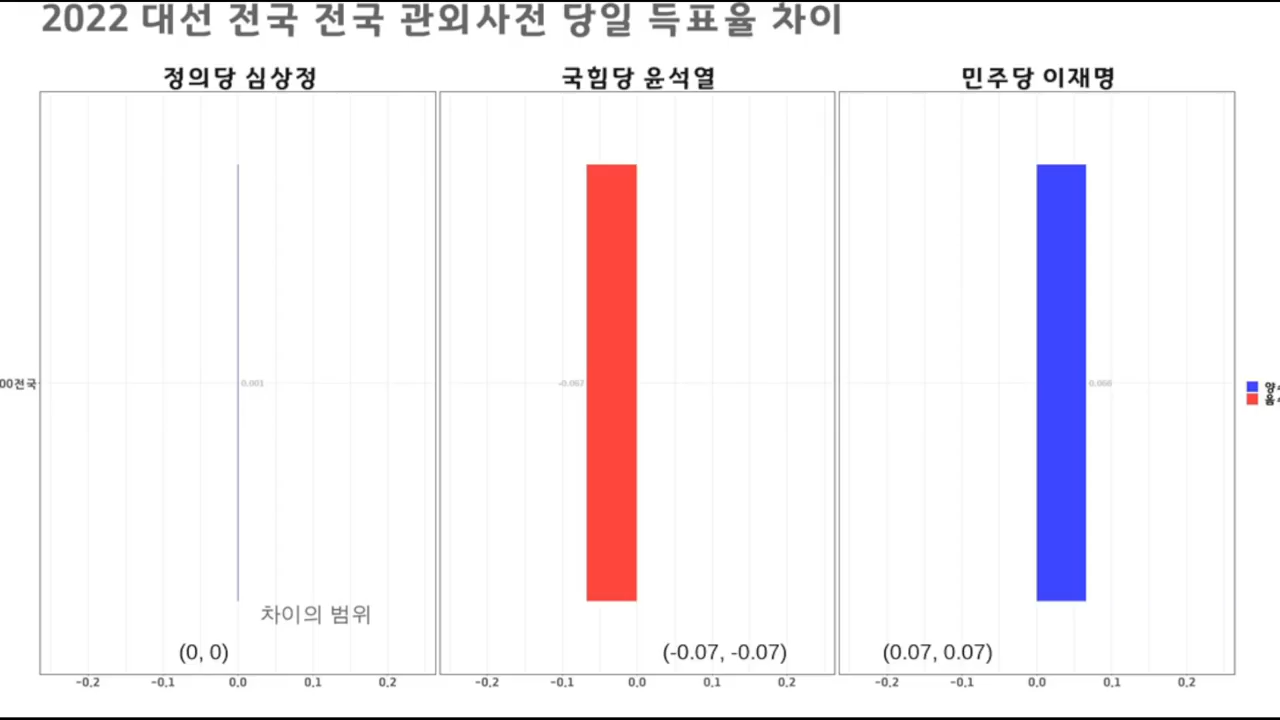 2022 대선 전국 전국 관외사전 당일 득표율 차이
정의당 심상정
국힘당 윤석열
민주당 이재명
00전국
0.001
-0.067
0.066
차이의 범위
(0, 0)
(-0.07, -0.07)
(0.07, 0.07)
-0.2 -0.1 0.0 0.1 0.2
-0.2 -0.1 0.0 0.1 0.2
-0.2 -0.1 0.0 0.1 0.2